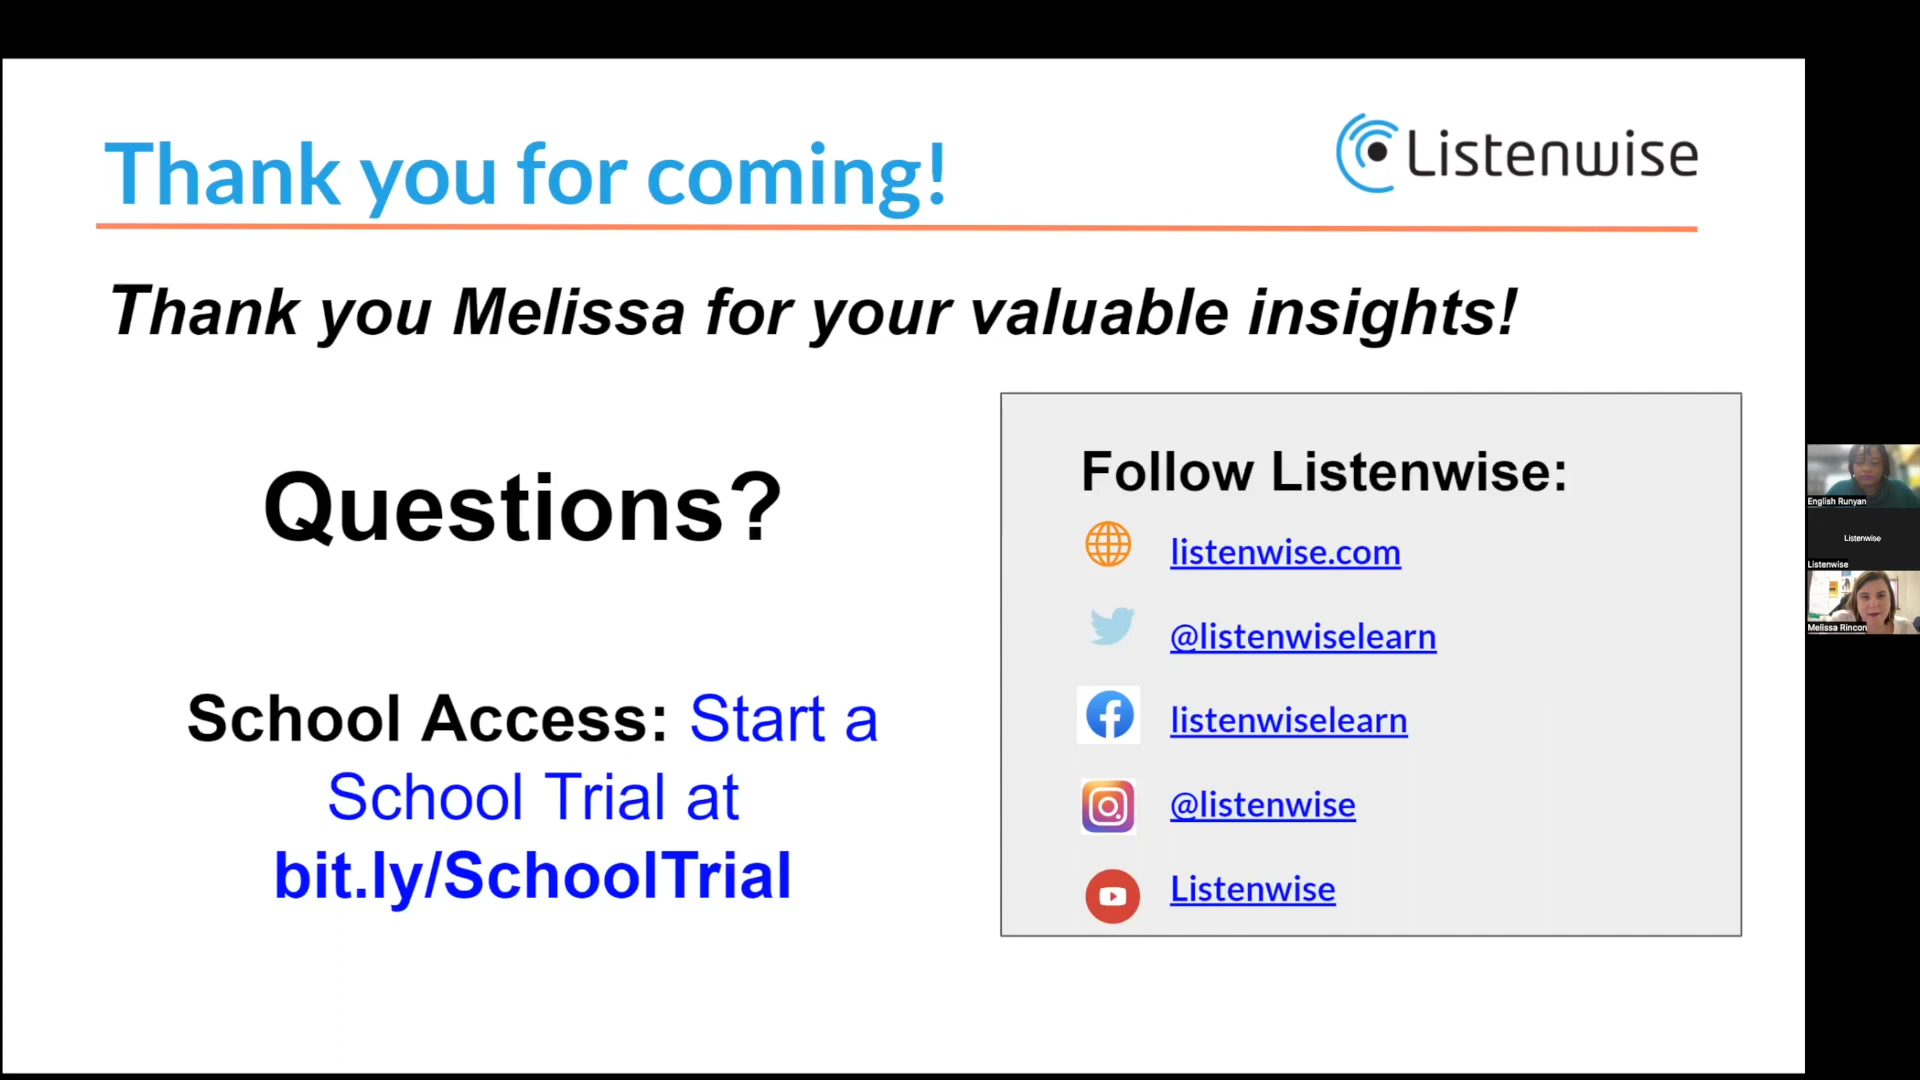 Thank you for coming!
Listenwise
Thank you Melissa for your valuable insights!
Questions?
School Access: Start a
School Trial at
bit.ly/SchoolTrial
Follow Listenwise:
listenwise.com
@listenwiselearn
listenwiselearn
@listenwise
Listenwise
English Runyan
Listenwise
Listenwise
Melissa Rincon